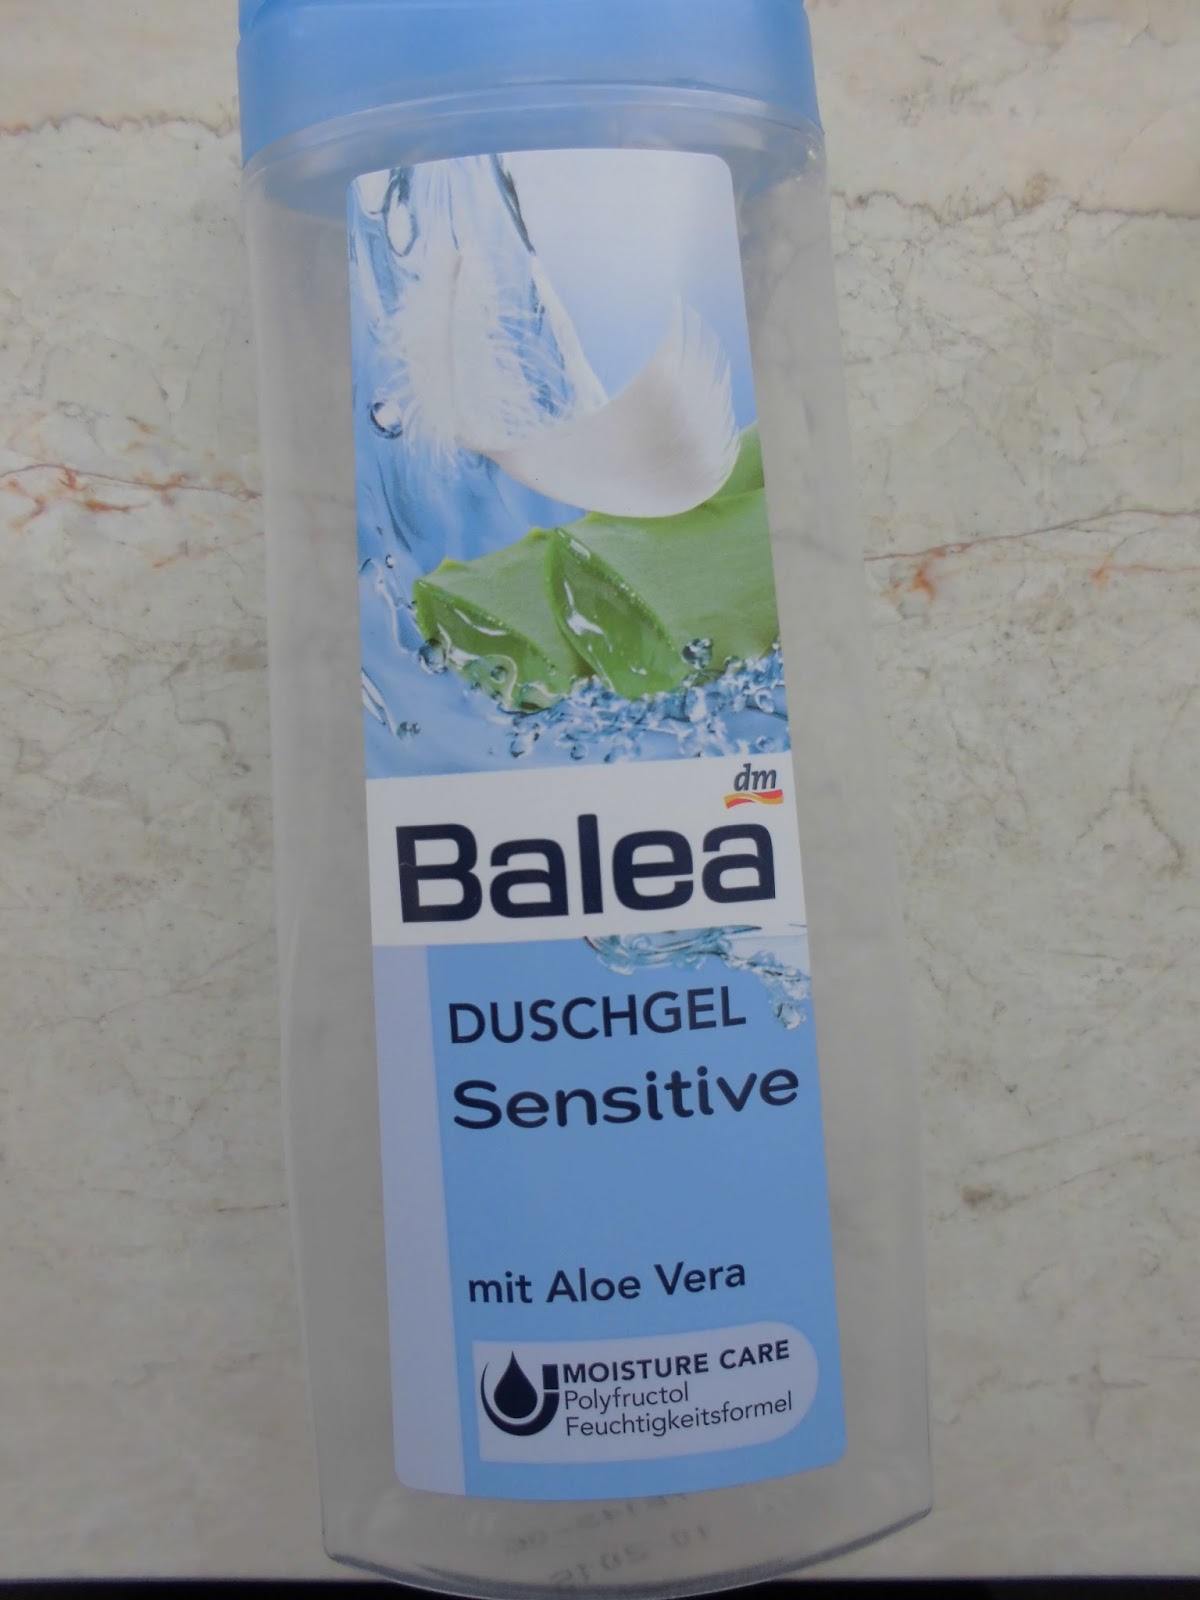 dm
Balea
DUSCHGEL
Sensitive
mit Aloe Vera
MOISTURE CARE
Polyfructol
Feuchtigkeitsformel